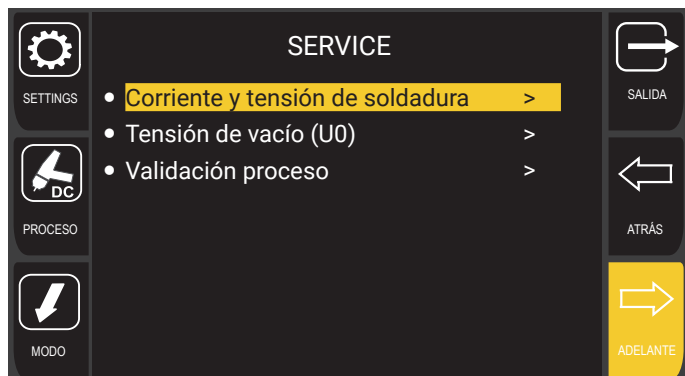 SERVICE
SETTINGS
• Corriente y tensión de soldadura >
SALIDA
• Tensión de vacío (U0) >
• Validación proceso >
DC
PROCESO
ATRÁS
MODO
ADELANTE